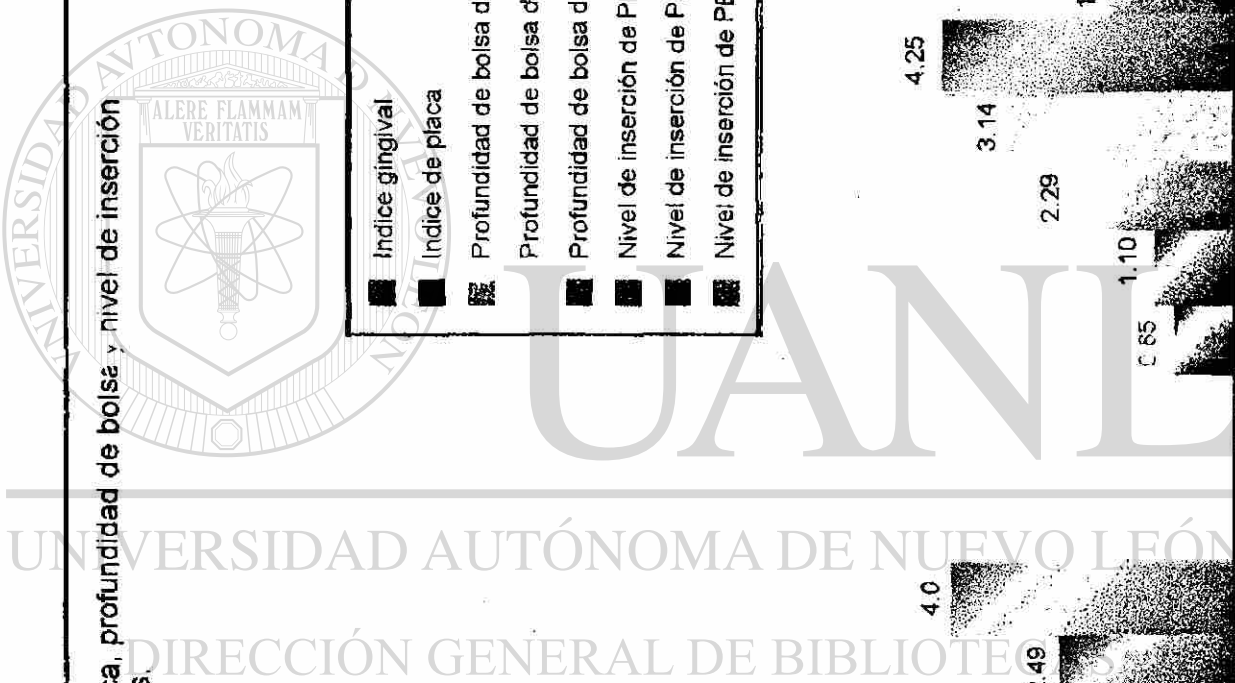 ca, profundidad de bolsa y nivel de inserción
s.
Indice gingival
Indice de placa
Profundidad de bolsa d
Profundidad de bolsa d
Profundidad de bolsa d
Nivel de inserción de P
Nivel de inserción de P
Nivel de inserción de PE
4.0
.49
0.65
1.10
2.29
3.14
4.25
ALERE FLAMMAM
VERITATIS
UANL
UNIVERSIDAD AUTÓNOMA DE NUEVO LEÓN
DIRECCIÓN GENERAL DE BIBLIOTECAS